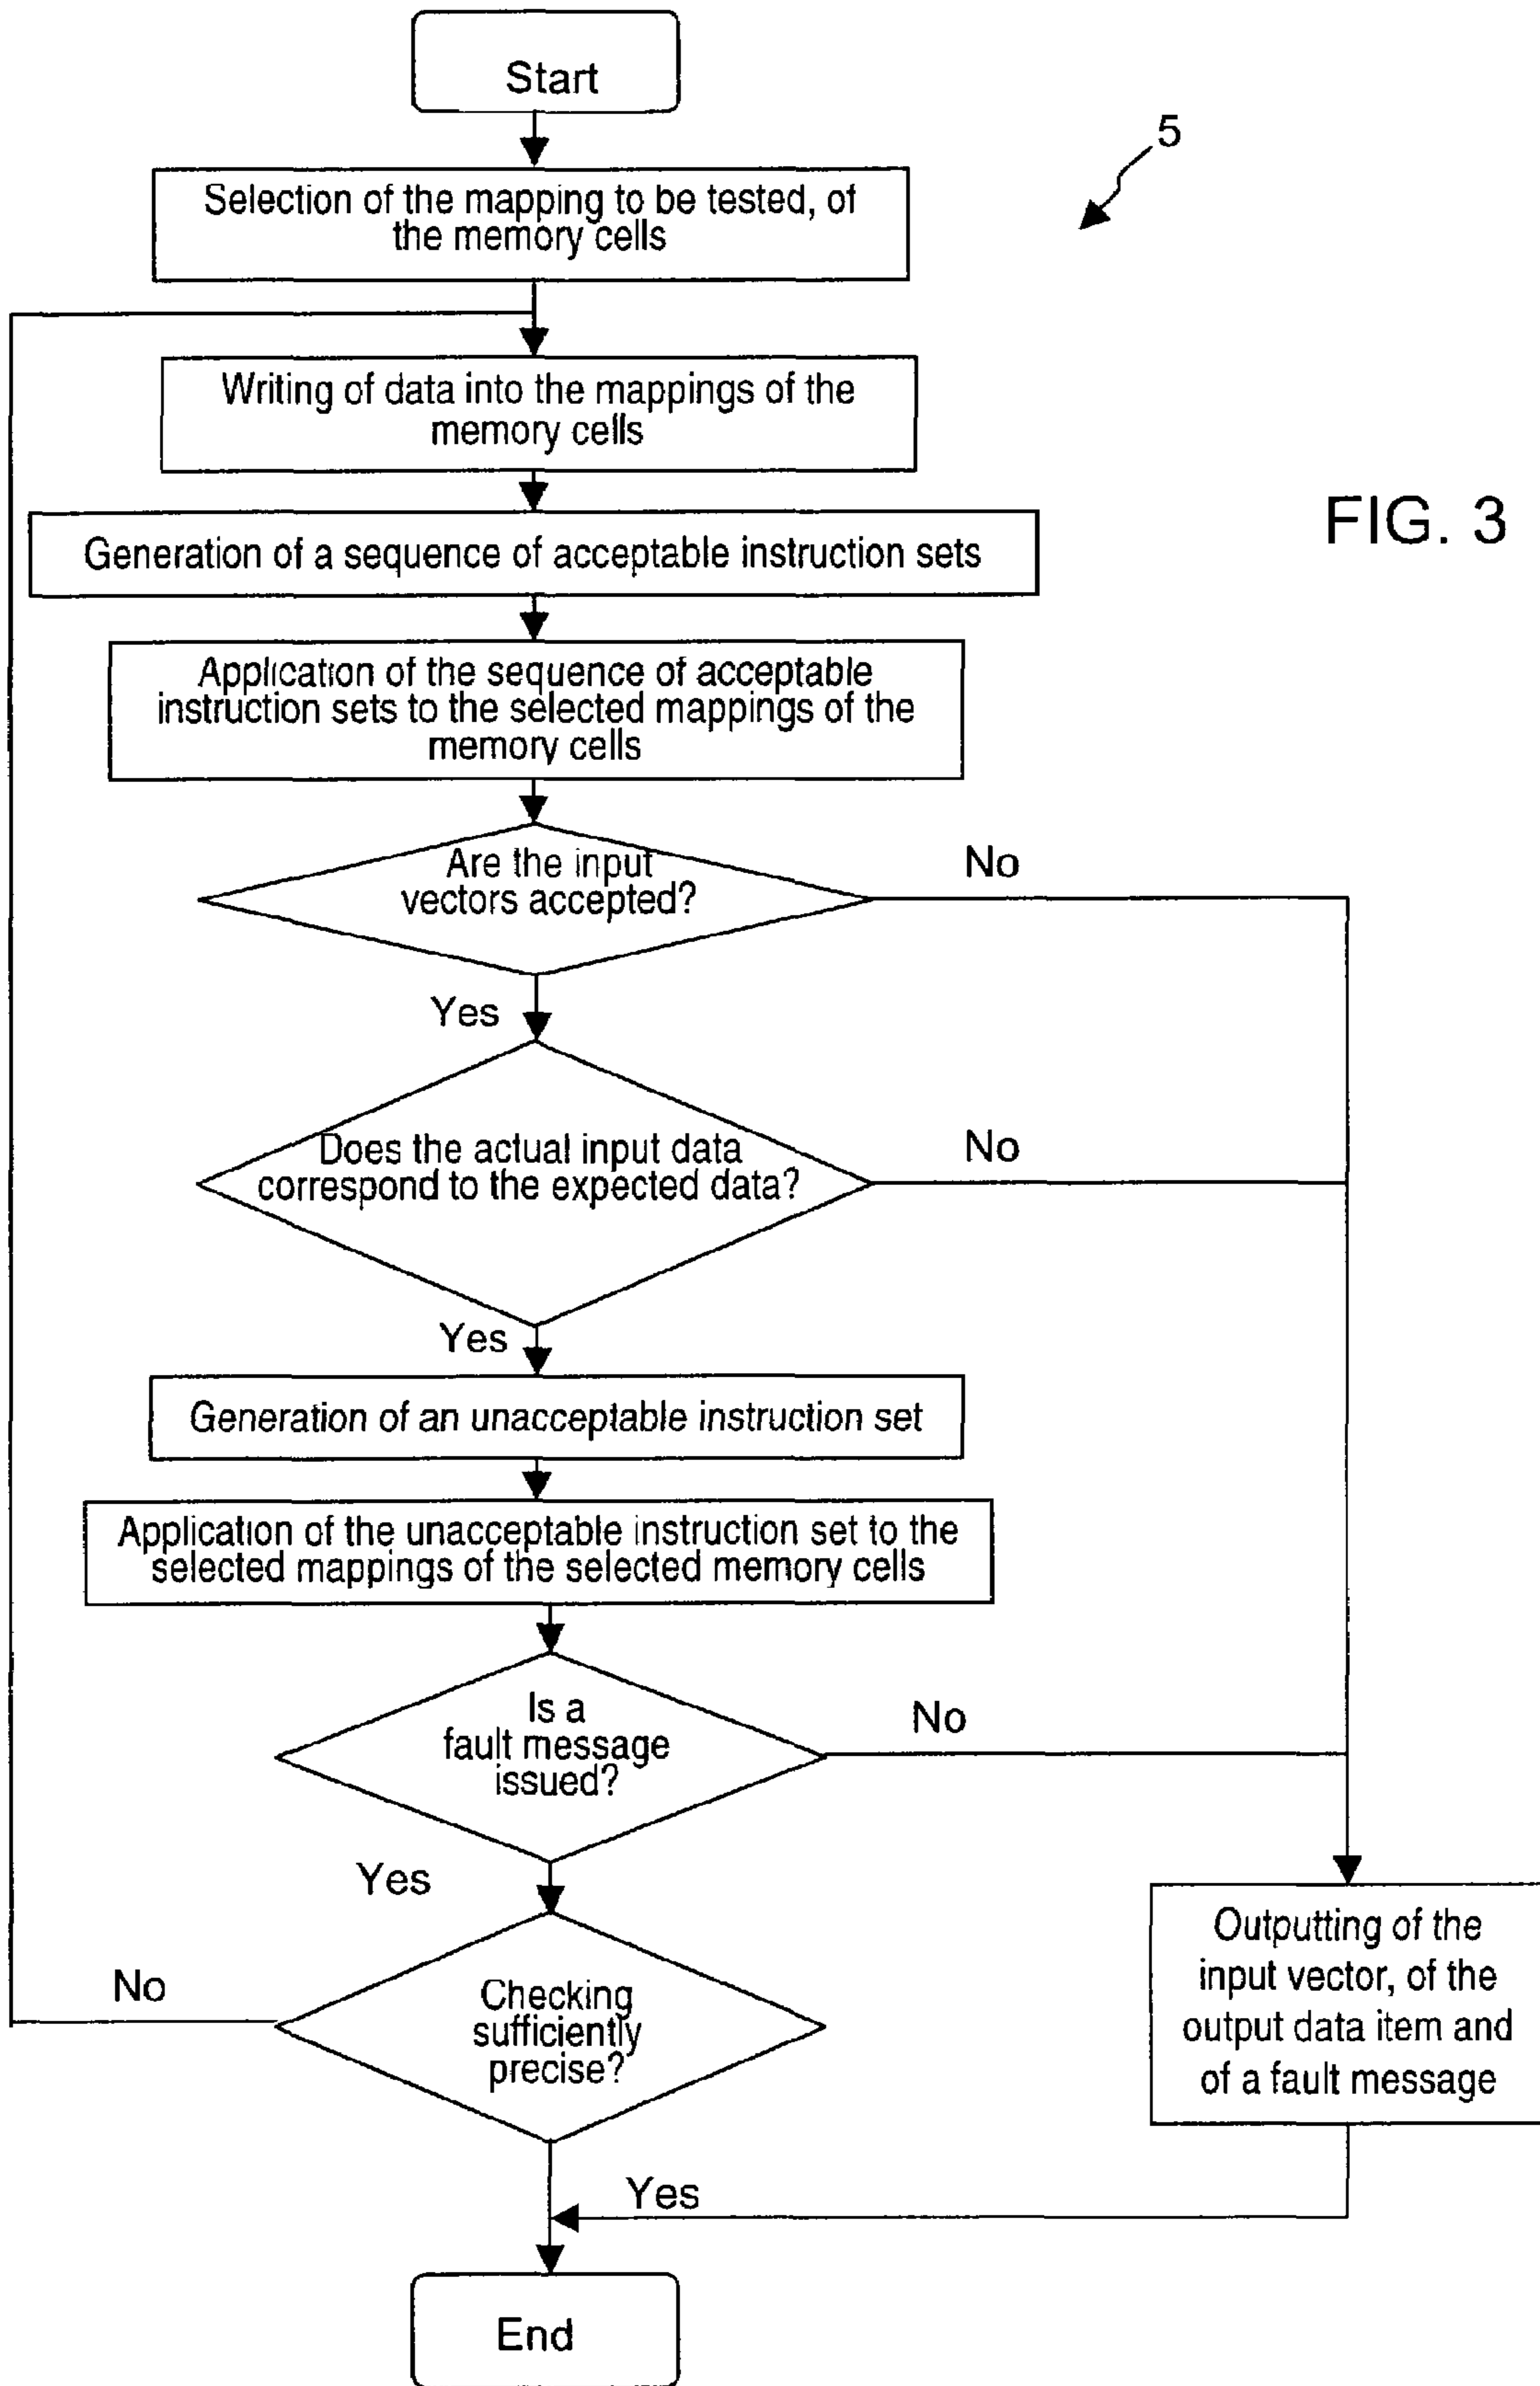 Start
5
Selection of the mapping to be tested, of
the memory cells
Writing of data into the mappings of the
memory cells
FIG. 3
Generation of a sequence of acceptable instruction sets
Application of the sequence of acceptable
instruction sets to the selected mappings of the
memory cells
Are the input
vectors accepted?
No
Yes
Does the actual input data
correspond to the expected data?
No
Yes
Generation of an unacceptable instruction set
Application of the unacceptable instruction set to the
selected mappings of the selected memory cells
Is a
fault message
issued?
No
Yes
Checking
sufficiently
precise?
No
Outputting of the
input vector, of the
output data item and
of a fault message
Yes
End